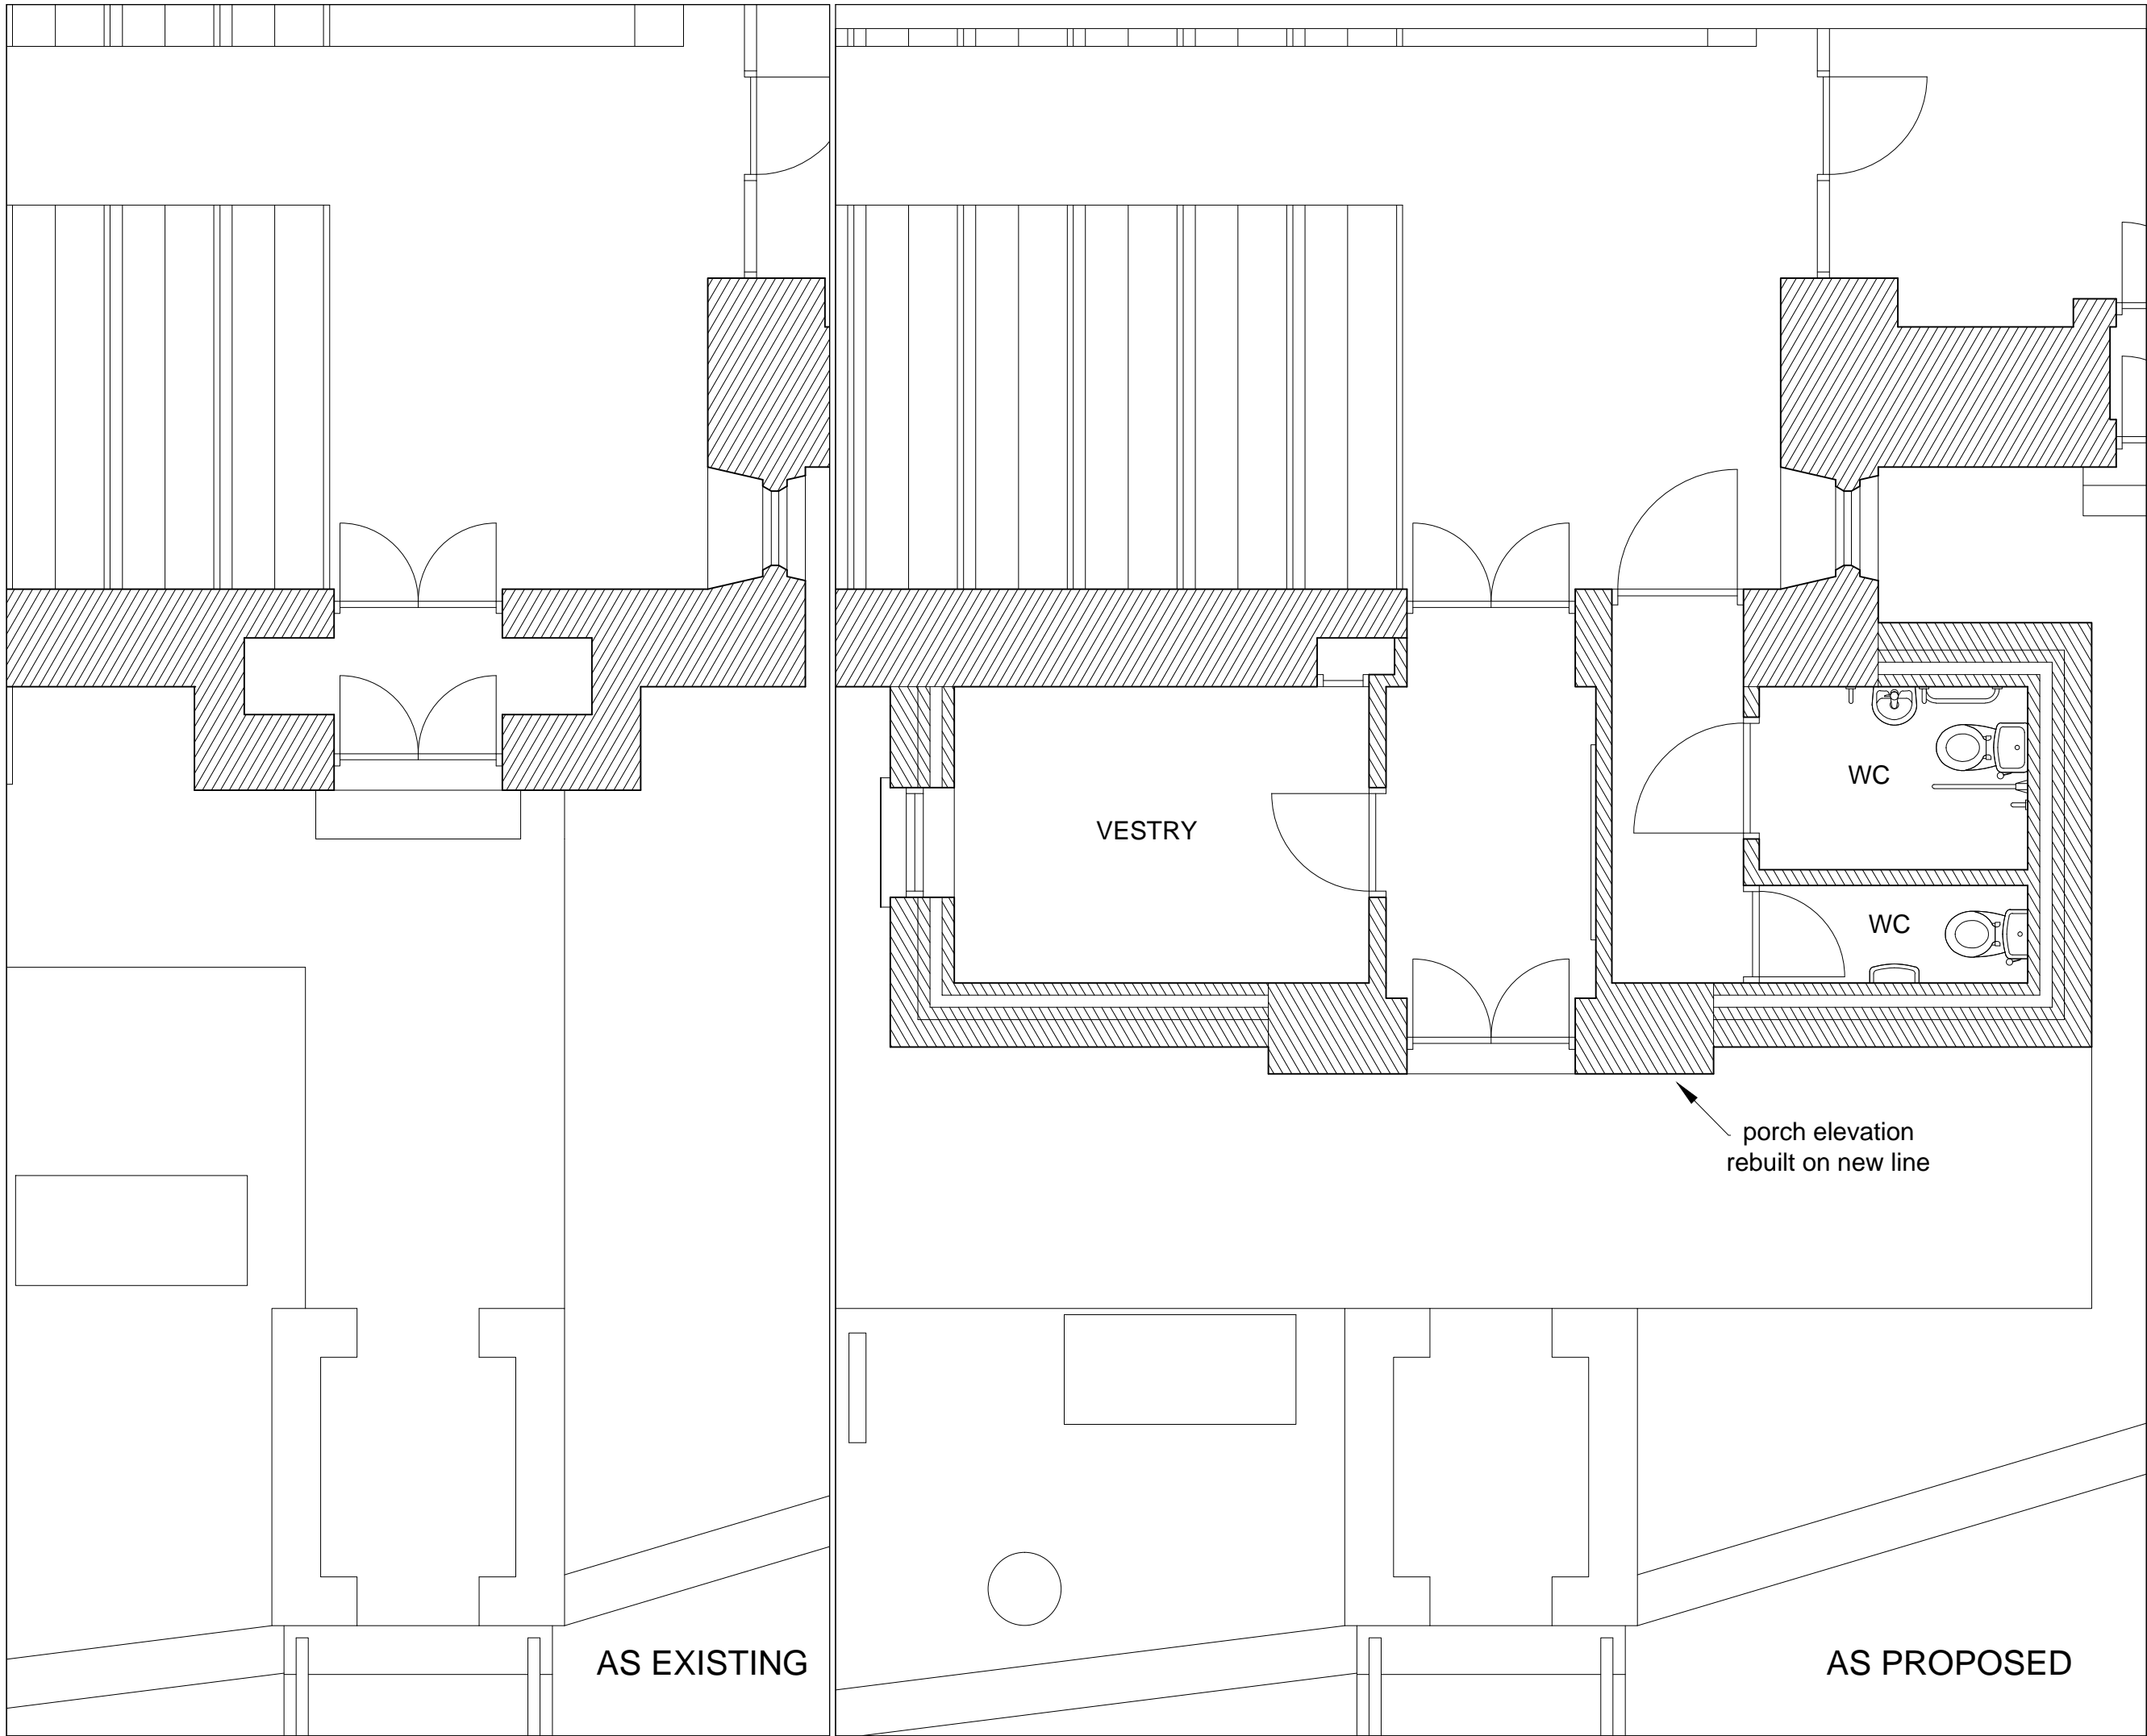 VESTRY
WC
WC
porch elevation
rebuilt on new line
AS EXISTING
AS PROPOSED